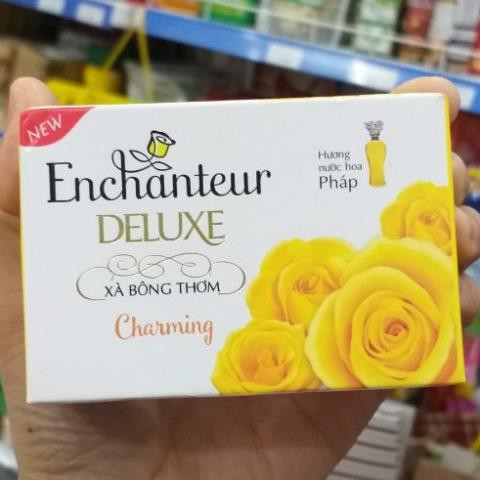 NEW
Enchanteur
DELUXE
XÀ BÔNG THƠM
Charming
Hương
nước hoa
Pháp